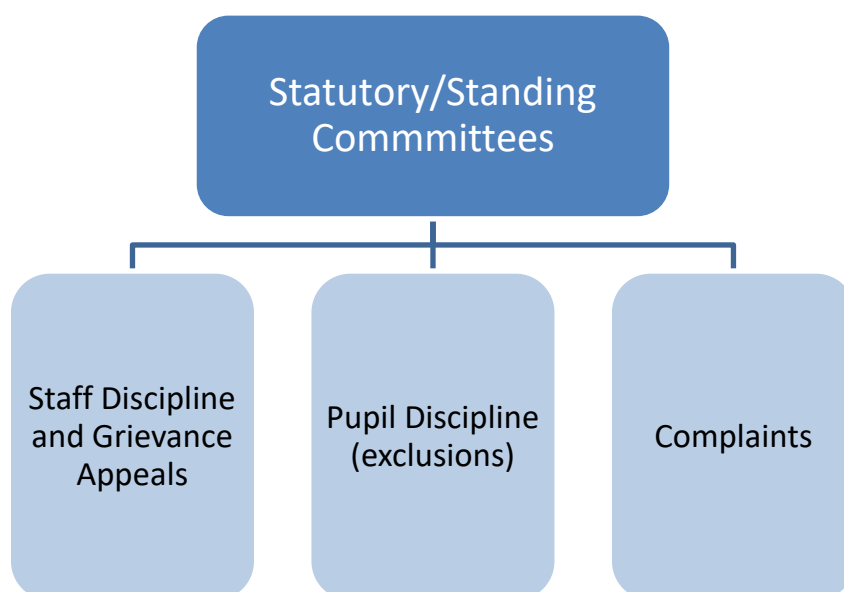 Statutory/Standing
Commmittees
Staff Discipline
and Grievance
Appeals
Pupil Discipline
(exclusions)
Complaints